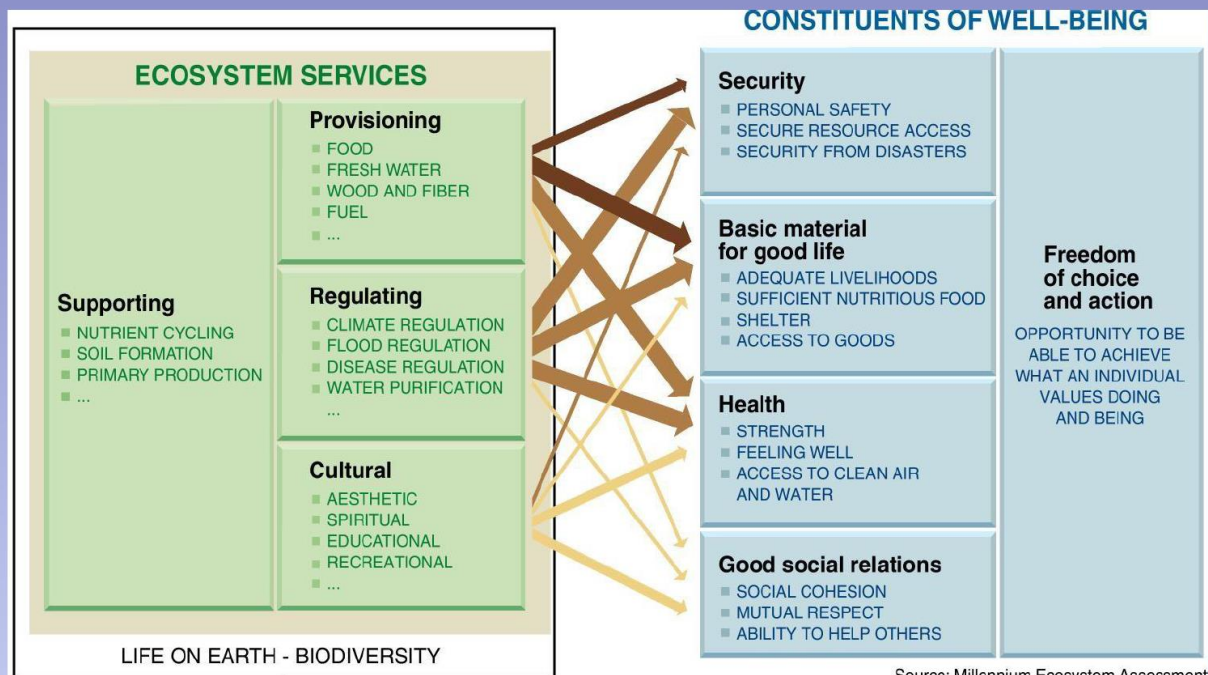 CONSTITUENTS OF WELL-BEING
ECOSYSTEM SERVICES
Supporting
NUTRIENT CYCLING
SOIL FORMATION
PRIMARY PRODUCTION
...
Provisioning
FOOD
FRESH WATER
WOOD AND FIBER
FUEL
...
Regulating
CLIMATE REGULATION
FLOOD REGULATION
DISEASE REGULATION
WATER PURIFICATION
...
Cultural
AESTHETIC
SPIRITUAL
EDUCATIONAL
RECREATIONAL
...
LIFE ON EARTH - BIODIVERSITY
Security
PERSONAL SAFETY
SECURE RESOURCE ACCESS
SECURITY FROM DISASTERS
Basic material
for good life
ADEQUATE LIVELIHOODS
SUFFICIENT NUTRITIOUS FOOD
SHELTER
ACCESS TO GOODS
Health
STRENGTH
FEELING WELL
ACCESS TO CLEAN AIR
AND WATER
Good social relations
SOCIAL COHESION
MUTUAL RESPECT
ABILITY TO HELP OTHERS
Freedom
of choice
and action
OPPORTUNITY TO BE
ABLE TO ACHIEVE
WHAT AN INDIVIDUAL
VALUES DOING
AND BEING
Source: Millennium Ecosystem Assessment